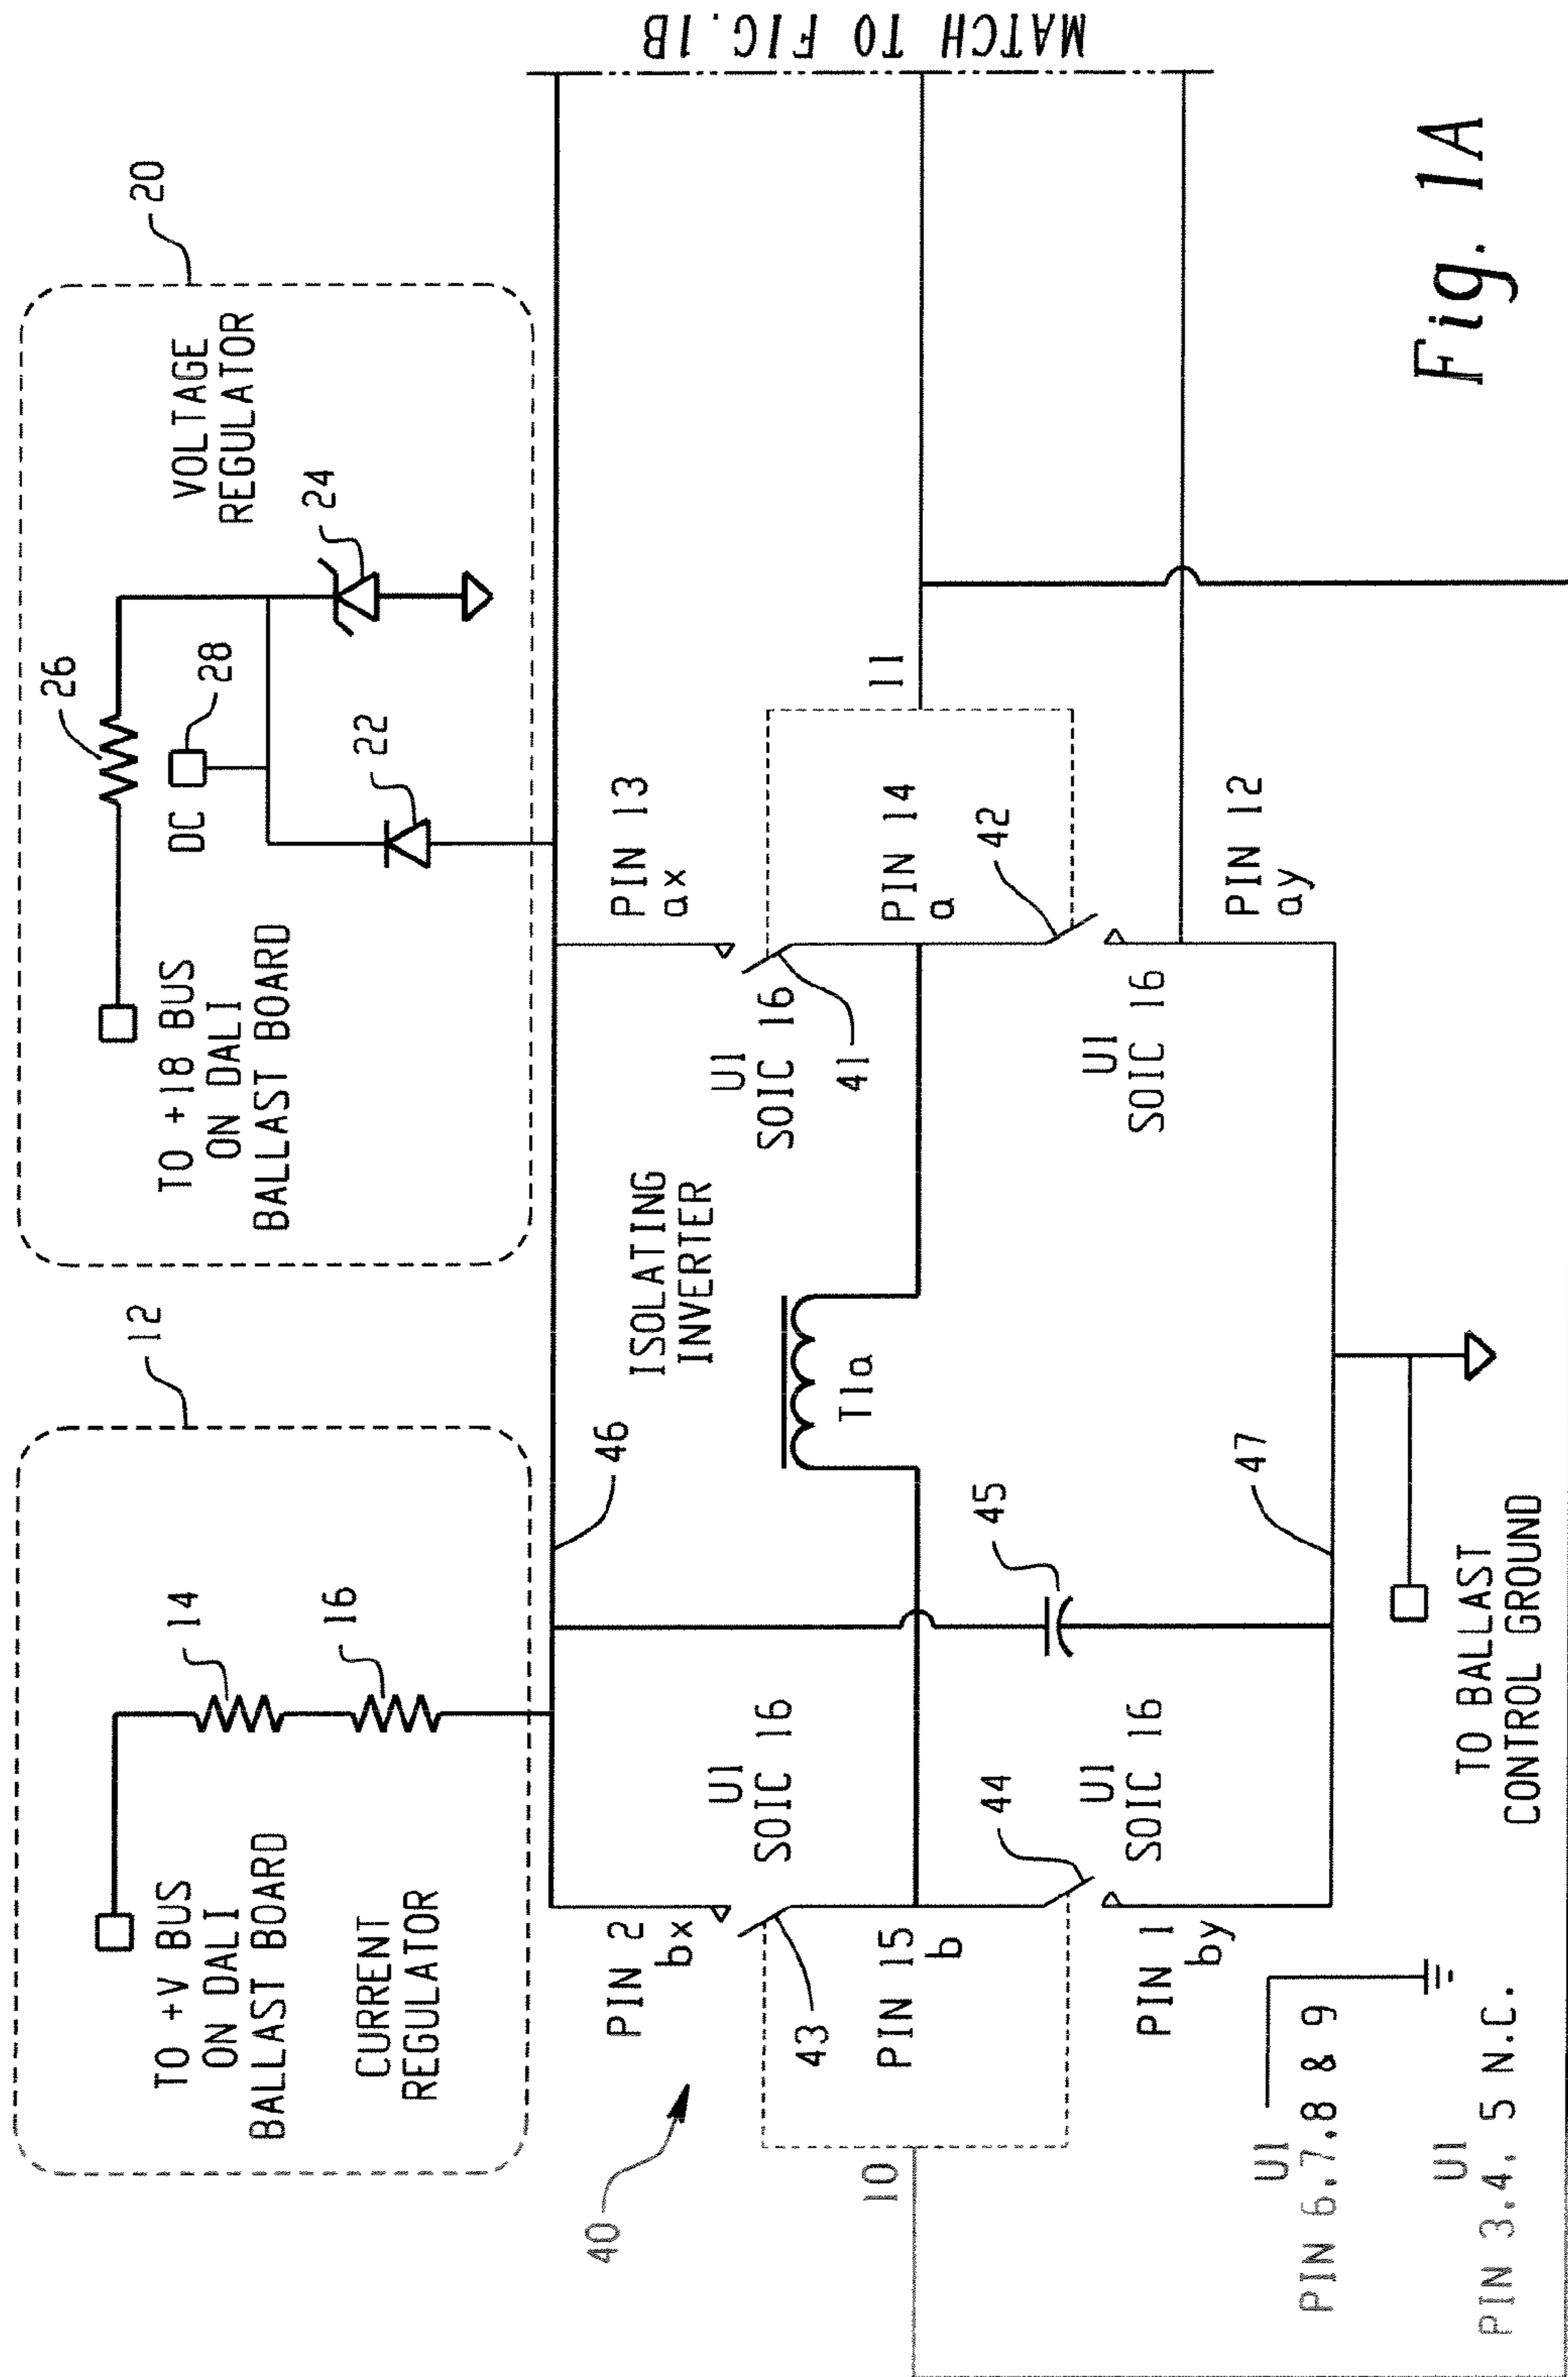 12
20
TO +V BUS
ON DALI
BALLAST BOARD
CURRENT
REGULATOR
14
16
TO +18 BUS
ON DALI
BALLAST BOARD
26
DC
28
22
24
VOLTAGE
REGULATOR
46
40
PIN 2
bx
U1
SOIC 16
43
ISOLATING
INVERTER
PIN 13
ax
U1
SOIC 16
41
10
PIN 15
b
T1a
PIN 14
a
11
44
45
42
U1
SOIC 16
PIN 1
by
U1
SOIC 16
PIN 12
ay
47
U1
PIN 6,7,8 & 9
U1
PIN 3,4, 5 N.C.
TO BALLAST
CONTROL GROUND
MATCH TO FIG.1B
Fig. 1A